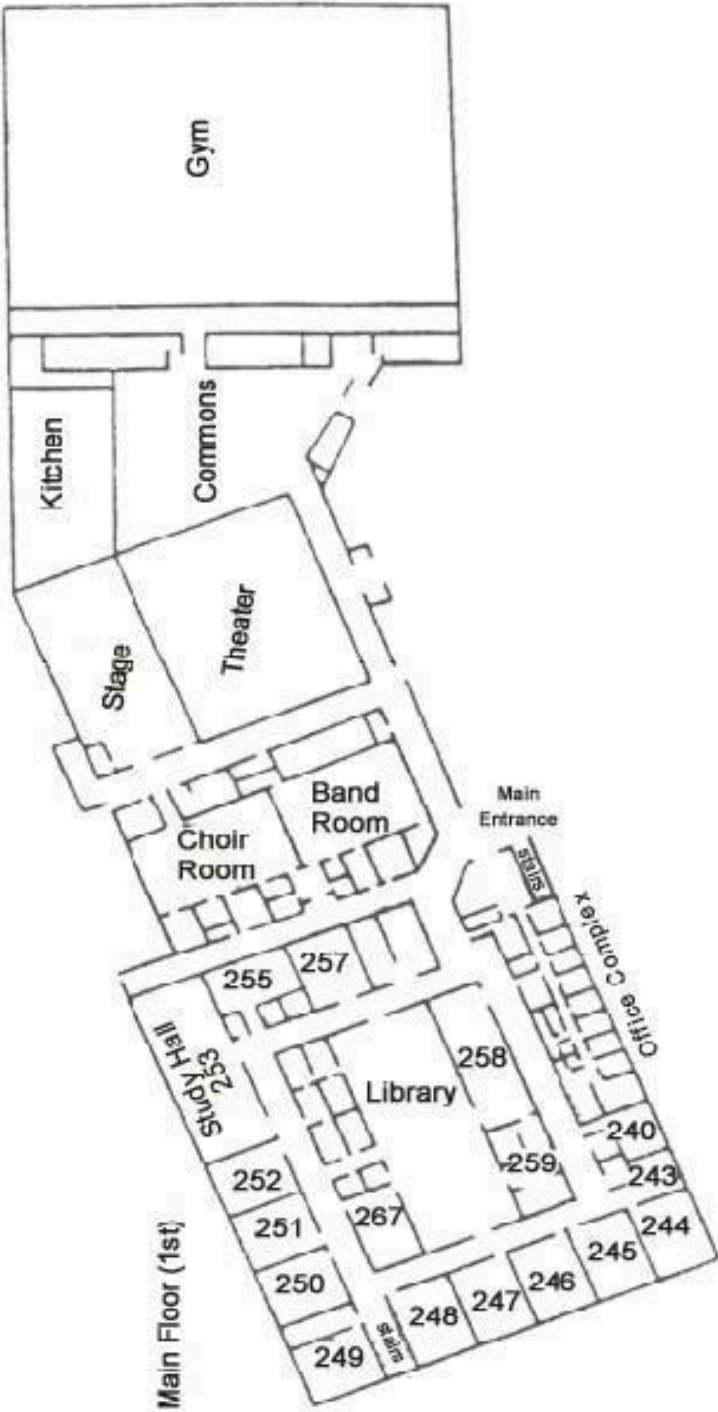 Gym
Kitchen
Commons
Stage
Theater
Band
Room
Choir
Room
Main
Entrance
stairs
Office Complex
255
257
Study Hall
253
258
Library
259
240
243
244
245
246
247
248
267
252
251
250
249
stairs
Main Floor (1st)